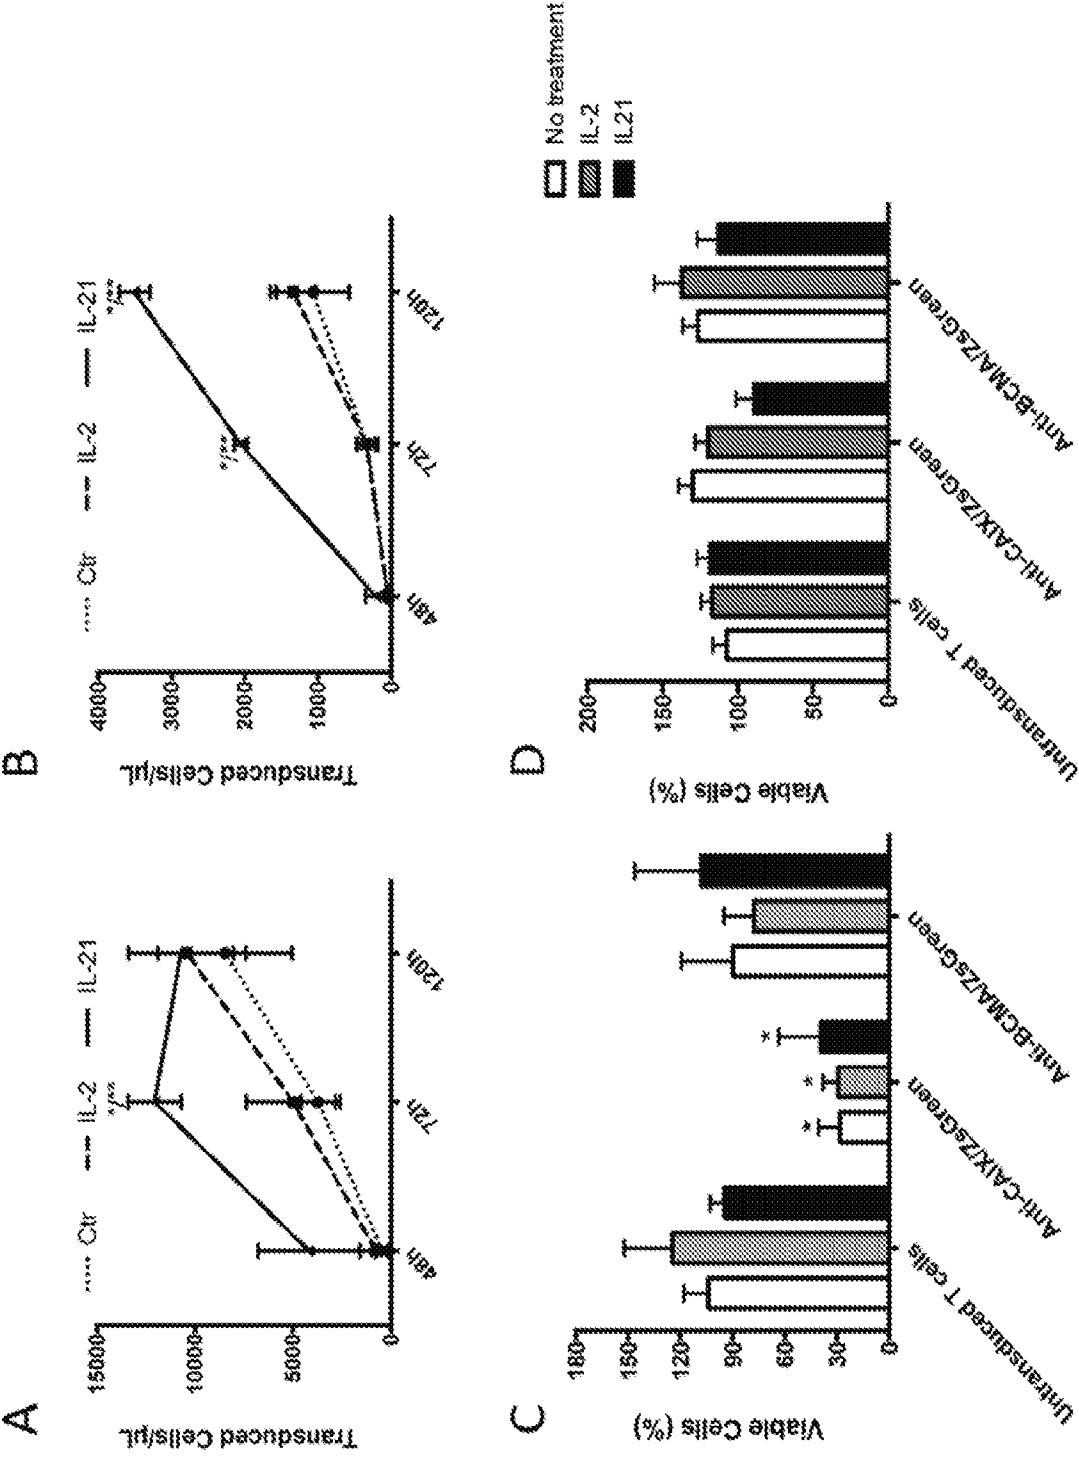 A
Ctr IL-2 IL-21
Transduced Cells/µL
15000
10000
5000
0
*/**
48h 72h 120h
B
Ctr IL-2 IL-21
Transduced Cells/µL
4000
3000
2000
1000
0
*/**
*/**
48h 72h 120h
C
Viable Cells (%)
180
150
120
90
60
30
0
* * *
Untransduced T cells
Anti-CAIX/ZsGreen
Anti-BCMA/ZsGreen
D
Viable Cells (%)
200
150
100
50
0
Untransduced T cells
Anti-CAIX/ZsGreen
Anti-BCMA/ZsGreen
No treatment
IL-2
IL21